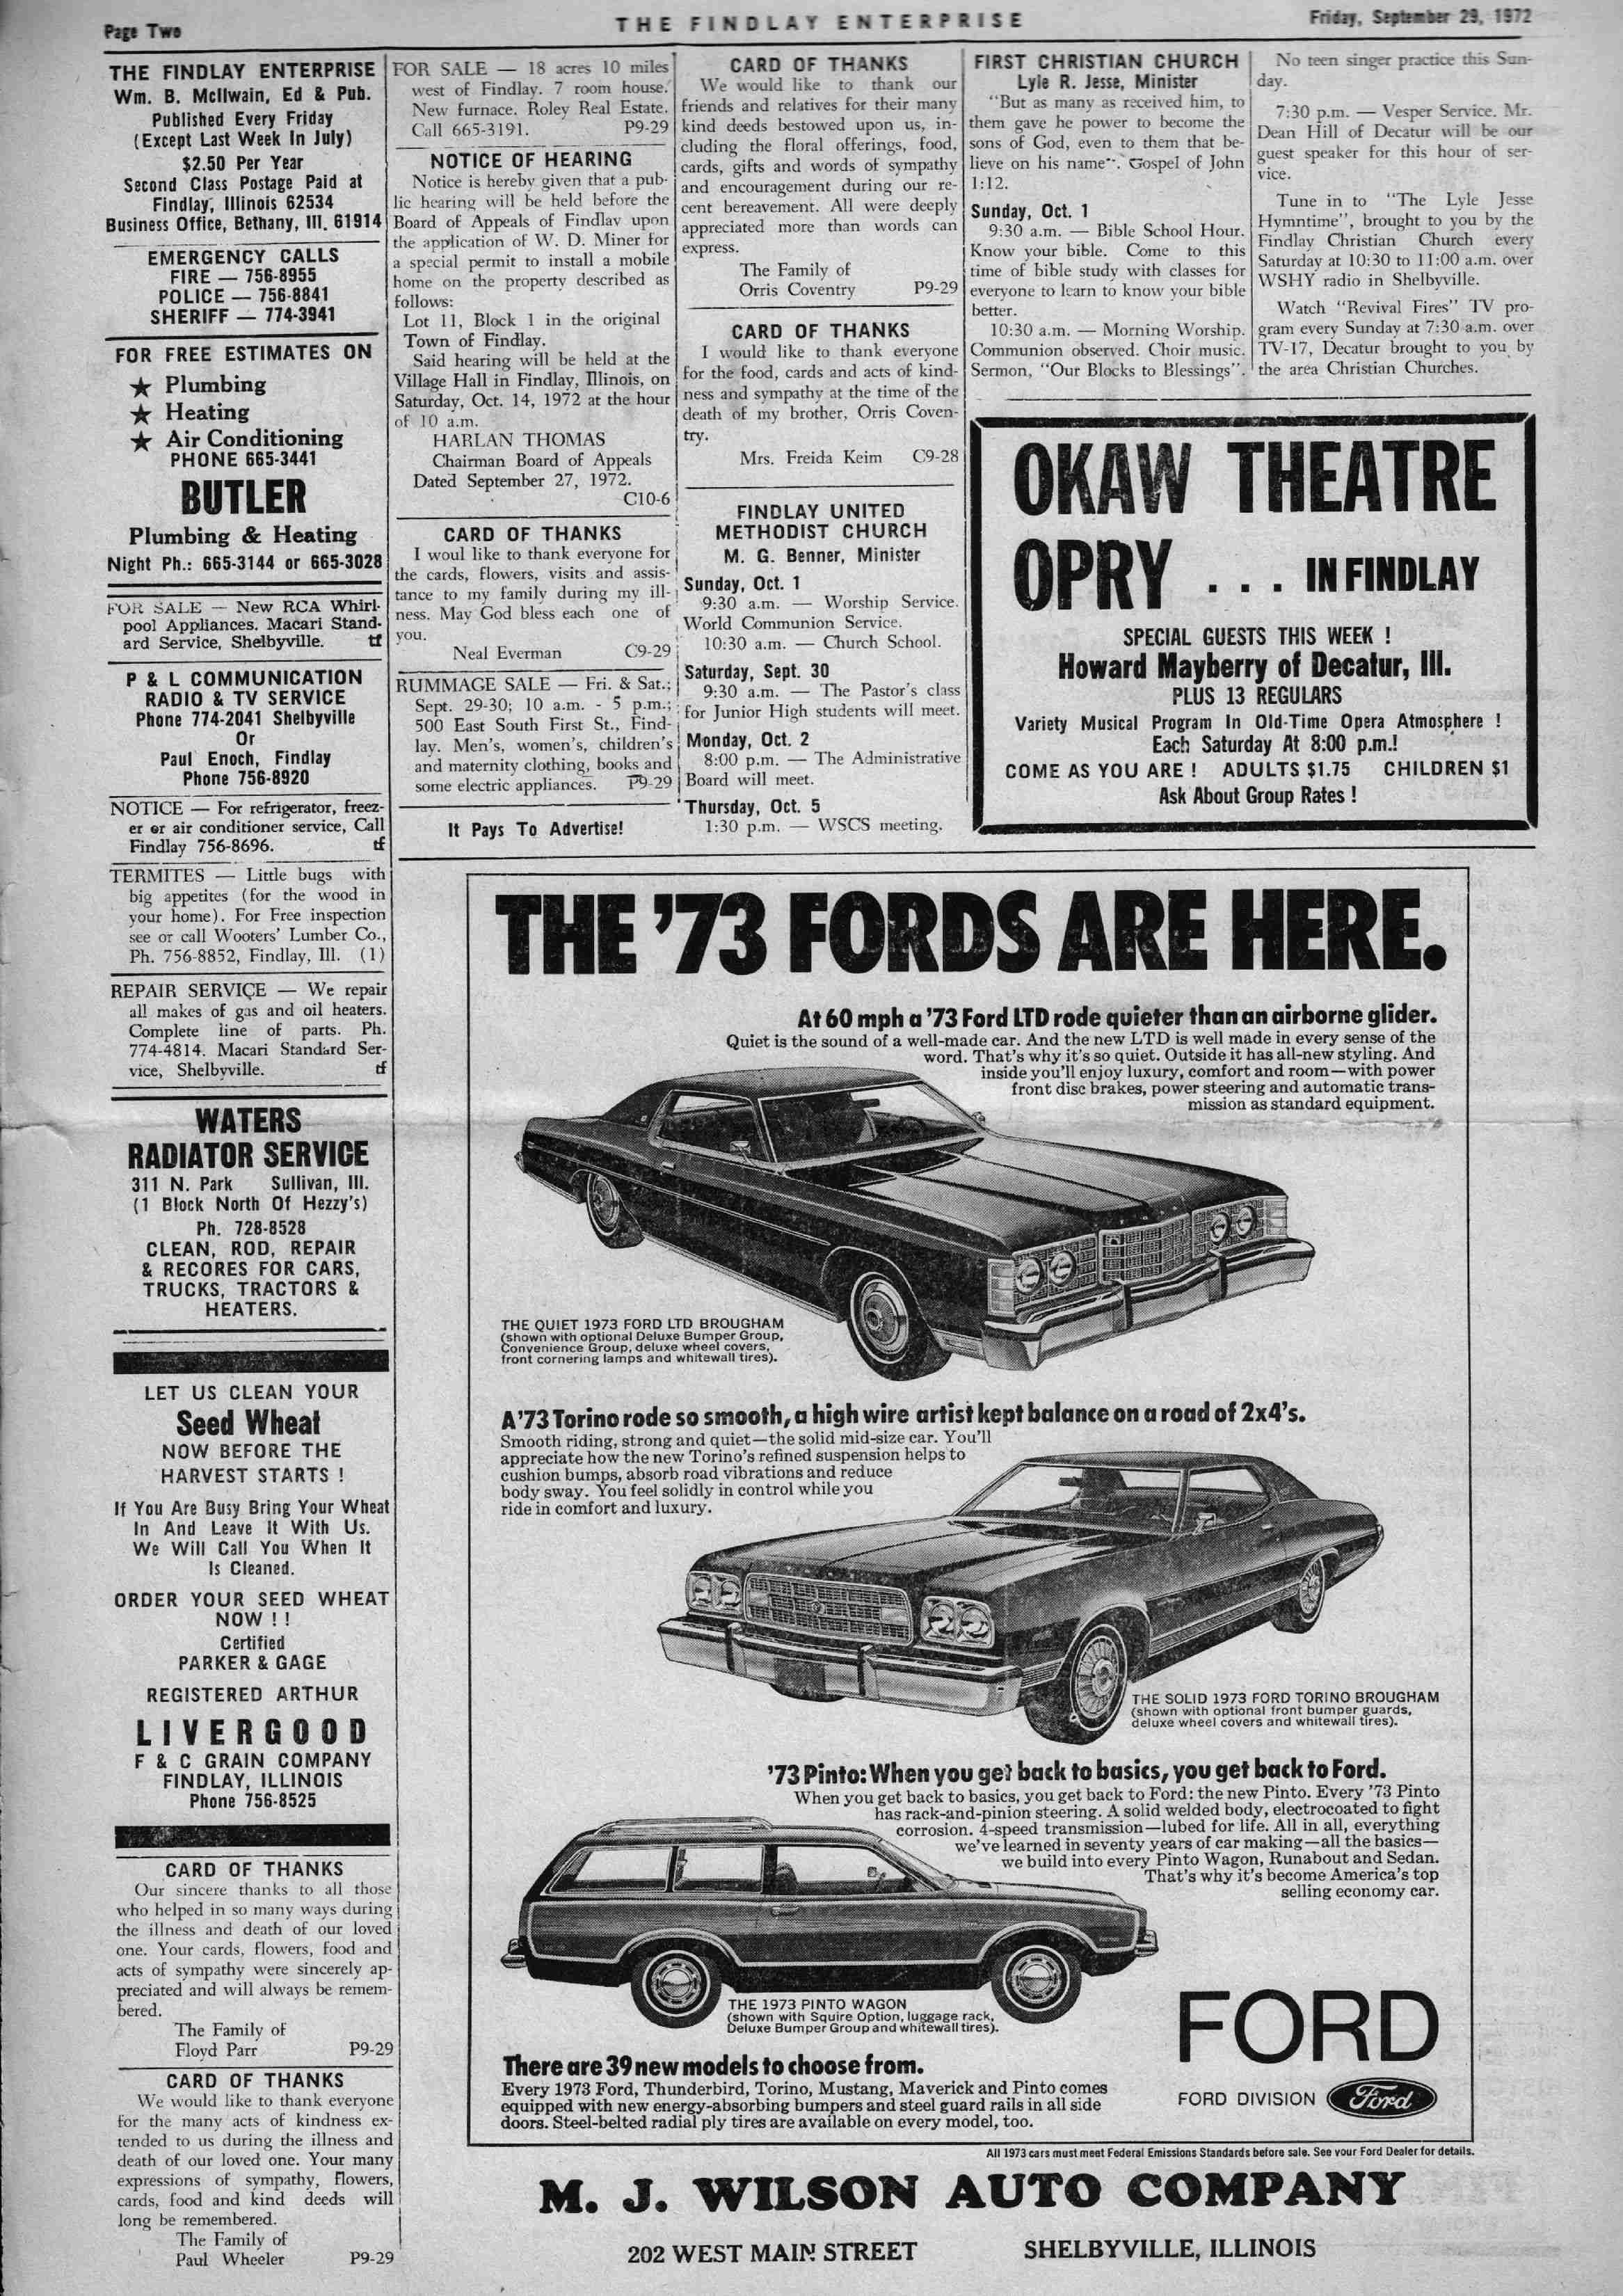 Page Two
THE FINDLAY ENTERPRISE
Friday, September 29, 1972
THE FINDLAY ENTERPRISE
Wm. B. McIlwain, Ed & Pub.
Published Every Friday
(Except Last Week In July)
$2.50 Per Year
Second Class Postage Paid at
Findlay, Illinois 62534
Business Office, Bethany, Ill. 61914
EMERGENCY CALLS
FIRE — 756-8955
POLICE — 756-8841
SHERIFF — 774-3941
FOR FREE ESTIMATES ON
★ Plumbing
★ Heating
★ Air Conditioning
PHONE 665-3441
BUTLER
Plumbing & Heating
Night Ph.: 665-3144 or 665-3028
FOR SALE — New RCA Whirl-
pool Appliances. Macari Stand-
ard Service, Shelbyville. tf
P & L COMMUNICATION
RADIO & TV SERVICE
Phone 774-2041 Shelbyville
Or
Paul Enoch, Findlay
Phone 756-8920
NOTICE — For refrigerator, freez-
er or air conditioner service, Call
Findlay 756-8696. tf
TERMITES — Little bugs with
big appetites (for the wood in
your home). For Free inspection
see or call Wooters' Lumber Co.,
Ph. 756-8852, Findlay, Ill. (1)
REPAIR SERVICE — We repair
all makes of gas and oil heaters.
Complete line of parts. Ph.
774-4814. Macari Standard Ser-
vice, Shelbyville. tf
WATERS
RADIATOR SERVICE
311 N. Park Sullivan, Ill.
(1 Block North Of Hezzy's)
Ph. 728-8528
CLEAN, ROD, REPAIR
& RECORES FOR CARS,
TRUCKS, TRACTORS &
HEATERS.
LET US CLEAN YOUR
Seed Wheat
NOW BEFORE THE
HARVEST STARTS !
If You Are Busy Bring Your Wheat
In And Leave It With Us.
We Will Call You When It
Is Cleaned.
ORDER YOUR SEED WHEAT
NOW ! !
Certified
PARKER & GAGE
REGISTERED ARTHUR
LIVERGOOD
F & C GRAIN COMPANY
FINDLAY, ILLINOIS
Phone 756-8525
CARD OF THANKS
Our sincere thanks to all those
who helped in so many ways during
the illness and death of our loved
one. Your cards, flowers, food and
acts of sympathy were sincerely ap-
preciated and will always be remem-
bered.
The Family of
Floyd Parr P9-29
CARD OF THANKS
We would like to thank everyone
for the many acts of kindness ex-
tended to us during the illness and
death of our loved one. Your many
expressions of sympathy, flowers,
cards, food and kind deeds will
long be remembered.
The Family of
Paul Wheeler P9-29
FOR SALE — 18 acres 10 miles
west of Findlay. 7 room house.
New furnace. Roley Real Estate.
Call 665-3191. P9-29
NOTICE OF HEARING
Notice is hereby given that a pub-
lic hearing will be held before the
Board of Appeals of Findlay upon
the application of W. D. Miner for
a special permit to install a mobile
home on the property described as
follows:
Lot 11, Block 1 in the original
Town of Findlay.
Said hearing will be held at the
Village Hall in Findlay, Illinois, on
Saturday, Oct. 14, 1972 at the hour
of 10 a.m.
HARLAN THOMAS
Chairman Board of Appeals
Dated September 27, 1972.
C10-6
CARD OF THANKS
I woul like to thank everyone for
the cards, flowers, visits and assis-
tance to my family during my ill-
ness. May God bless each one of
you.
Neal Everman C9-29
RUMMAGE SALE — Fri. & Sat.;
Sept. 29-30; 10 a.m. - 5 p.m.;
500 East South First St., Find-
lay. Men's, women's, children's
and maternity clothing, books and
some electric appliances. P9-29
It Pays To Advertise!
CARD OF THANKS
We would like to thank our
friends and relatives for their many
kind deeds bestowed upon us, in-
cluding the floral offerings, food,
cards, gifts and words of sympathy
and encouragement during our re-
cent bereavement. All were deeply
appreciated more than words can
express.
The Family of
Orris Coventry P9-29
CARD OF THANKS
I would like to thank everyone
for the food, cards and acts of kind-
ness and sympathy at the time of the
death of my brother, Orris Coven-
try.
Mrs. Freida Keim C9-28
FINDLAY UNITED
METHODIST CHURCH
M. G. Benner, Minister
Sunday, Oct. 1
9:30 a.m. — Worship Service.
World Communion Service.
10:30 a.m. — Church School.
Saturday, Sept. 30
9:30 a.m. — The Pastor's class
for Junior High students will meet.
Monday, Oct. 2
8:00 p.m. — The Administrative
Board will meet.
Thursday, Oct. 5
1:30 p.m. — WSCS meeting.
FIRST CHRISTIAN CHURCH
Lyle R. Jesse, Minister
"But as many as received him, to
them gave he power to become the
sons of God, even to them that be-
lieve on his name". Gospel of John
1:12.
Sunday, Oct. 1
9:30 a.m. — Bible School Hour.
Know your bible. Come to this
time of bible study with classes for
everyone to learn to know your bible
better.
10:30 a.m. — Morning Worship.
Communion observed. Choir music.
Sermon, "Our Blocks to Blessings".
No teen singer practice this Sun-
day.
7:30 p.m. — Vesper Service. Mr.
Dean Hill of Decatur will be our
guest speaker for this hour of ser-
vice.
Tune in to "The Lyle Jesse
Hymntime", brought to you by the
Findlay Christian Church every
Saturday at 10:30 to 11:00 a.m. over
WSHY radio in Shelbyville.
Watch "Revival Fires" TV pro-
gram every Sunday at 7:30 a.m. over
TV-17, Decatur brought to you by
the area Christian Churches.
OKAW THEATRE
OPRY . . . IN FINDLAY
SPECIAL GUESTS THIS WEEK !
Howard Mayberry of Decatur, Ill.
PLUS 13 REGULARS
Variety Musical Program In Old-Time Opera Atmosphere !
Each Saturday At 8:00 p.m.!
COME AS YOU ARE ! ADULTS $1.75 CHILDREN $1
Ask About Group Rates !
THE '73 FORDS ARE HERE.
At 60 mph a '73 Ford LTD rode quieter than an airborne glider.
Quiet is the sound of a well-made car. And the new LTD is well made in every sense of the
word. That's why it's so quiet. Outside it has all-new styling. And
inside you'll enjoy luxury, comfort and room—with power
front disc brakes, power steering and automatic trans-
mission as standard equipment.
THE QUIET 1973 FORD LTD BROUGHAM
(shown with optional Deluxe Bumper Group,
Convenience Group, deluxe wheel covers,
front cornering lamps and whitewall tires).
A '73 Torino rode so smooth, a high wire artist kept balance on a road of 2x4's.
Smooth riding, strong and quiet—the solid mid-size car. You'll
appreciate how the new Torino's refined suspension helps to
cushion bumps, absorb road vibrations and reduce
body sway. You feel solidly in control while you
ride in comfort and luxury.
THE SOLID 1973 FORD TORINO BROUGHAM
(shown with optional front bumper guards,
deluxe wheel covers and whitewall tires).
'73 Pinto: When you get back to basics, you get back to Ford.
When you get back to basics, you get back to Ford: the new Pinto. Every '73 Pinto
has rack-and-pinion steering. A solid welded body, electrocoated to fight
corrosion. 4-speed transmission—lubed for life. All in all, everything
we've learned in seventy years of car making—all the basics—
we build into every Pinto Wagon, Runabout and Sedan.
That's why it's become America's top
selling economy car.
THE 1973 PINTO WAGON
(shown with Squire Option, luggage rack,
Deluxe Bumper Group and whitewall tires).
There are 39 new models to choose from.
Every 1973 Ford, Thunderbird, Torino, Mustang, Maverick and Pinto comes
equipped with new energy-absorbing bumpers and steel guard rails in all side
doors. Steel-belted radial ply tires are available on every model, too.
FORD
FORD DIVISION Ford
All 1973 cars must meet Federal Emissions Standards before sale. See your Ford Dealer for details.
M. J. WILSON AUTO COMPANY
202 WEST MAIN STREET SHELBYVILLE, ILLINOIS